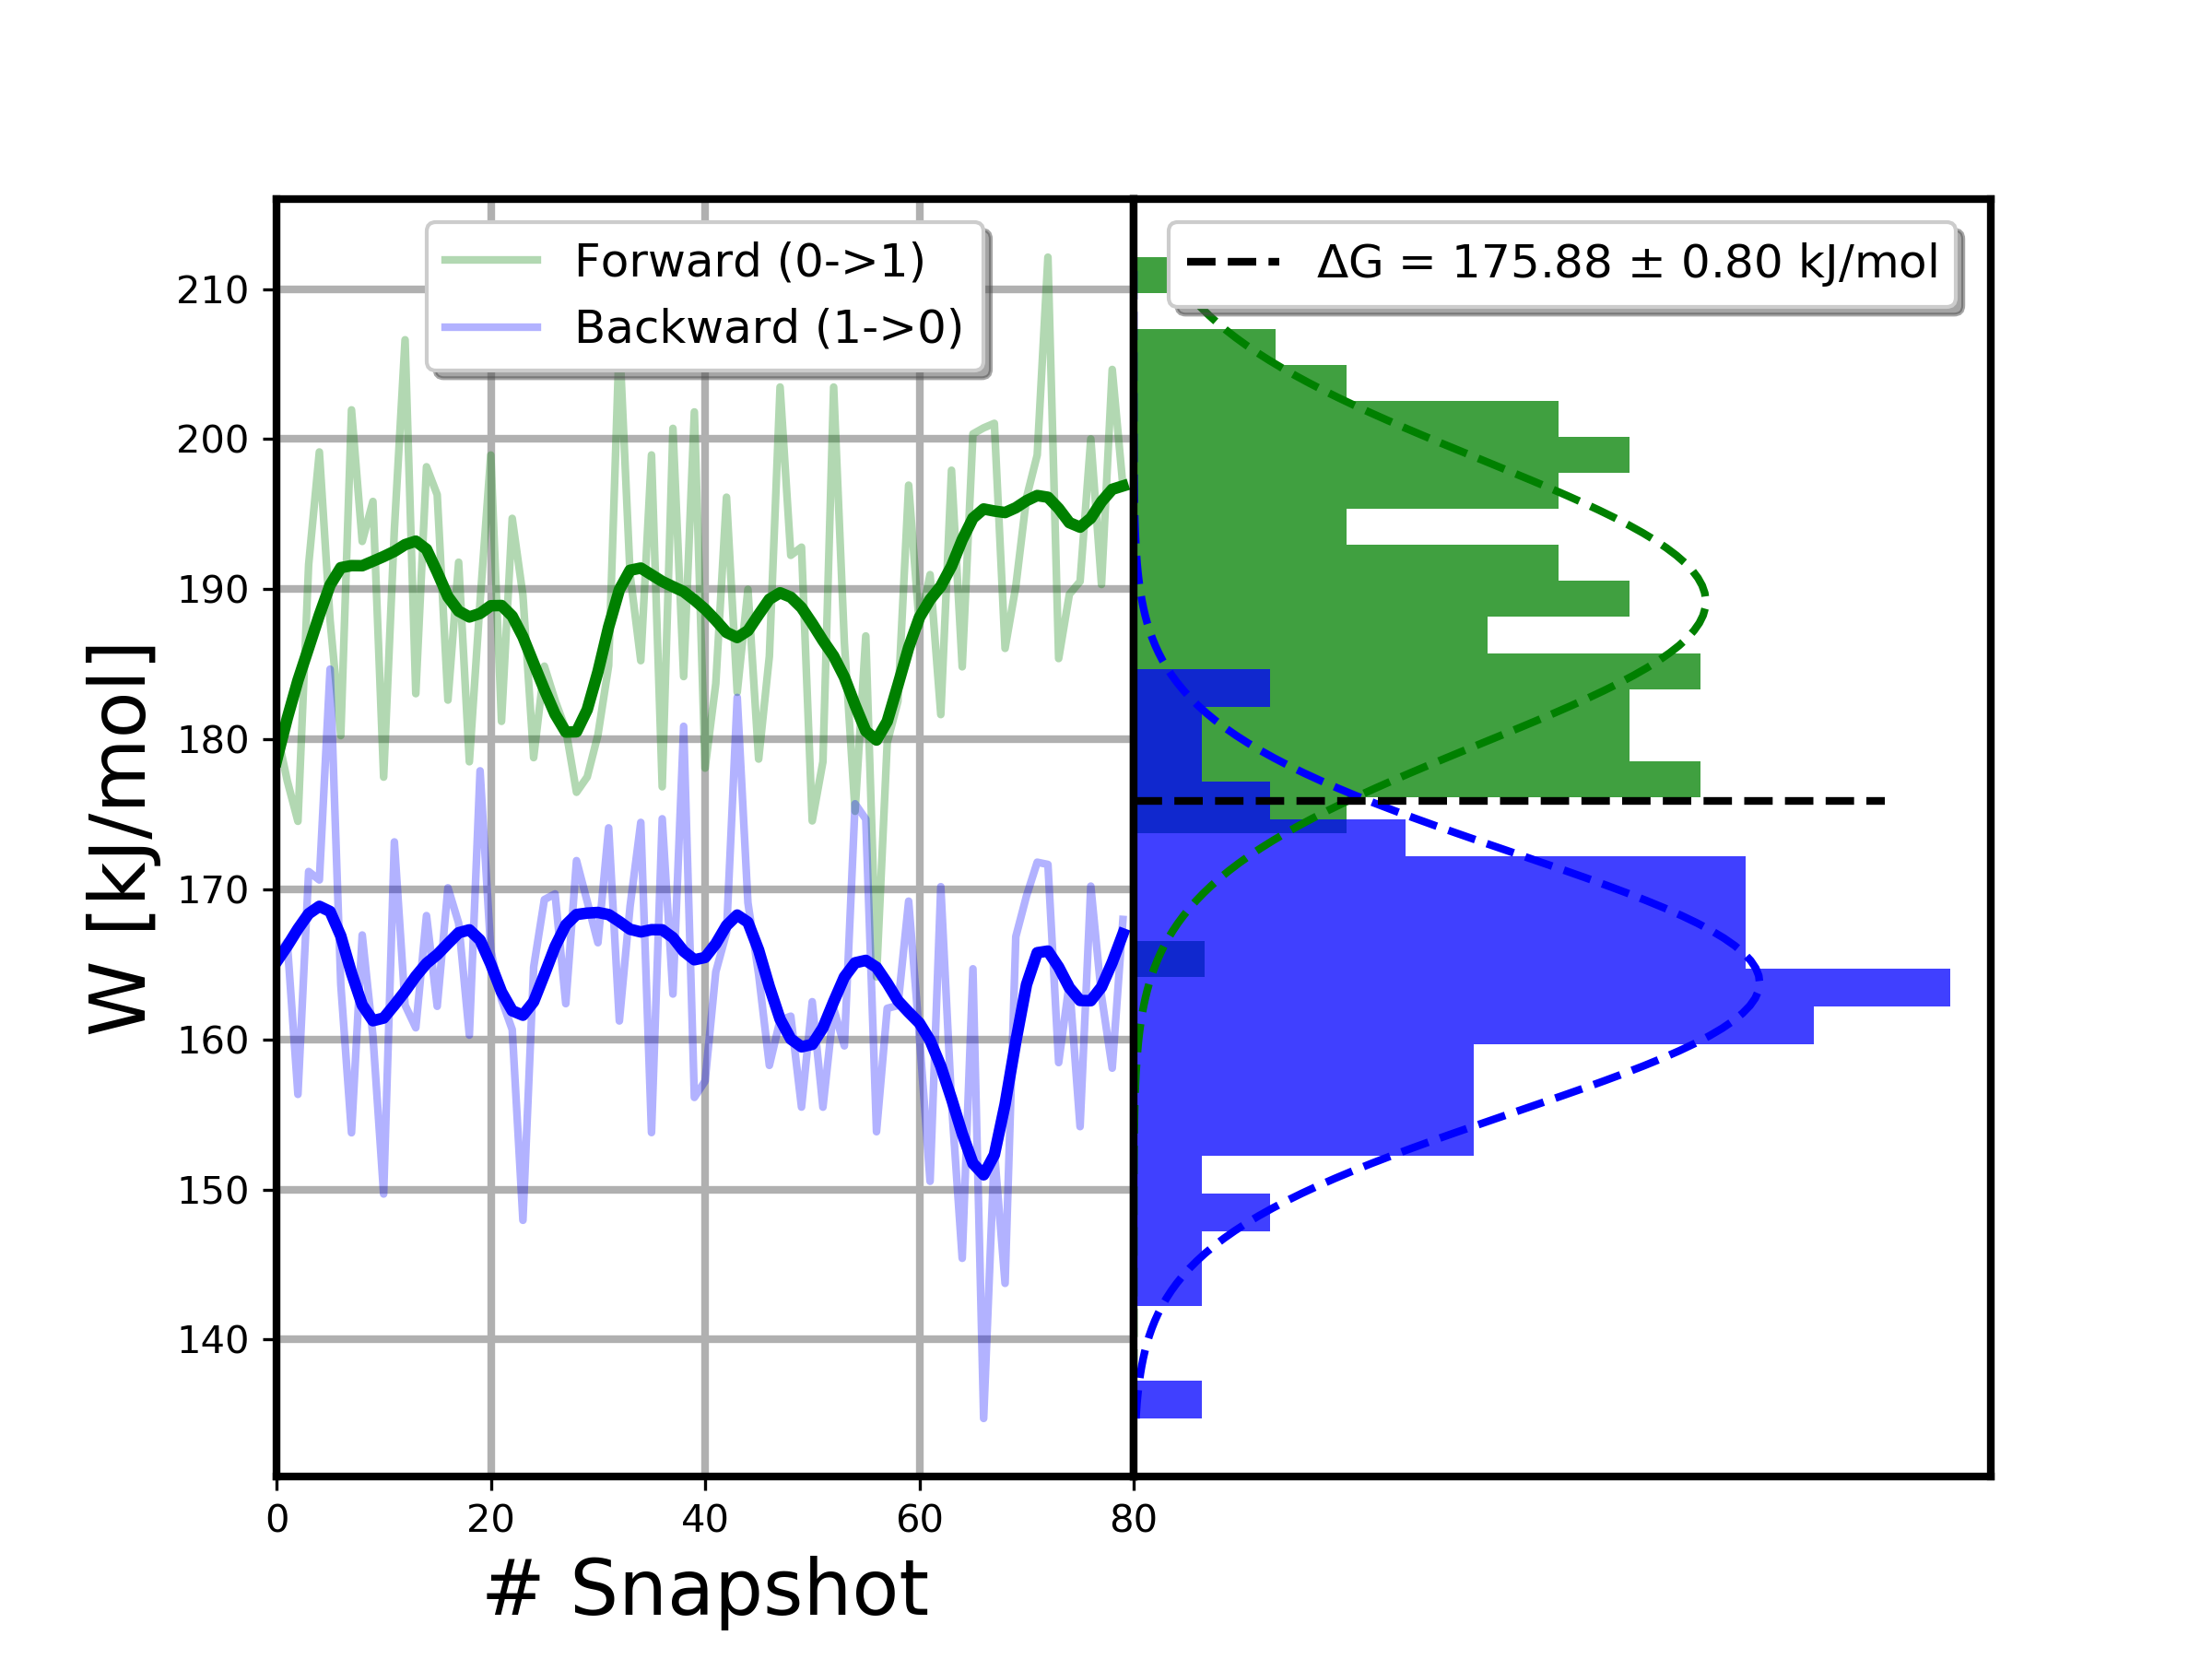 Forward (0->1)
Backward (1->0)
ΔG = 175.88 ± 0.80 kJ/mol
W [kJ/mol]
210
200
190
180
170
160
150
140
0
20
40
60
80
# Snapshot